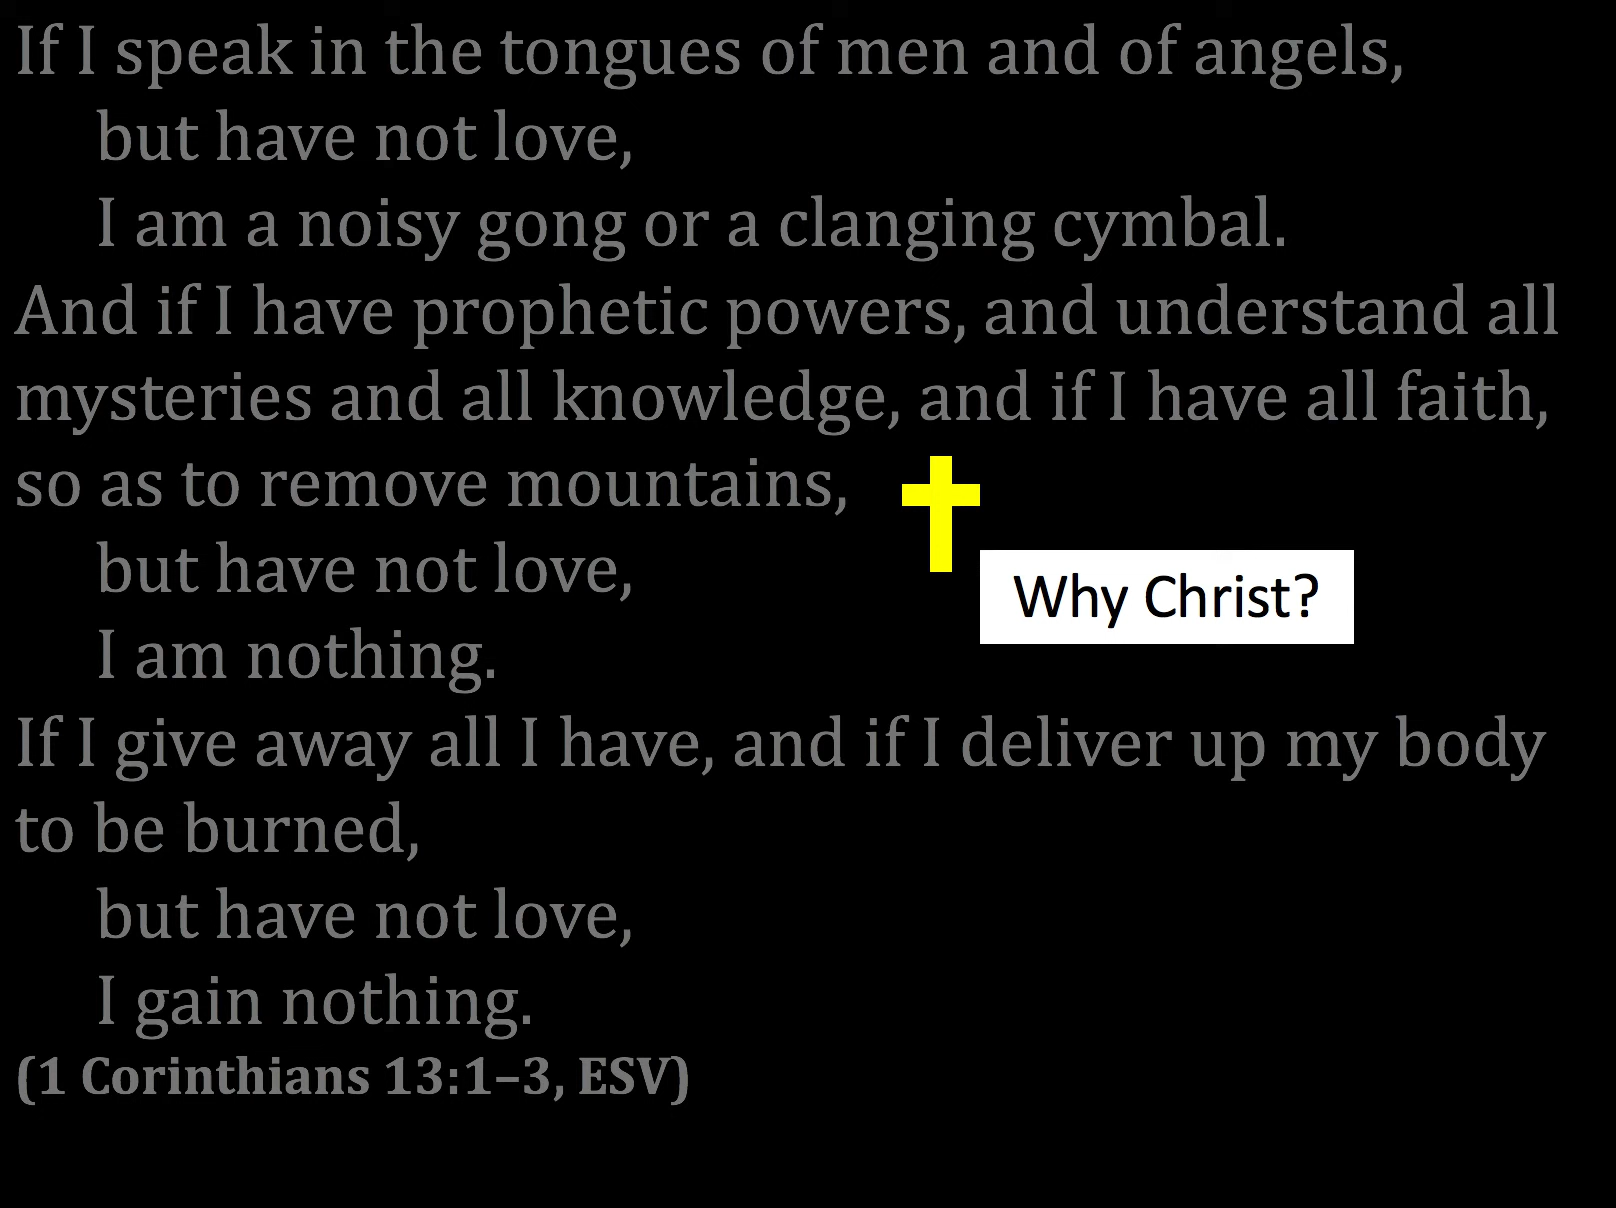 If I speak in the tongues of men and of angels,
but have not love,
I am a noisy gong or a clanging cymbal.
And if I have prophetic powers, and understand all
mysteries and all knowledge, and if I have all faith,
so as to remove mountains,
but have not love,
Why Christ?
I am nothing.
If I give away all I have, and if I deliver up my body
to be burned,
but have not love,
I gain nothing.
(1 Corinthians 13:1–3, ESV)